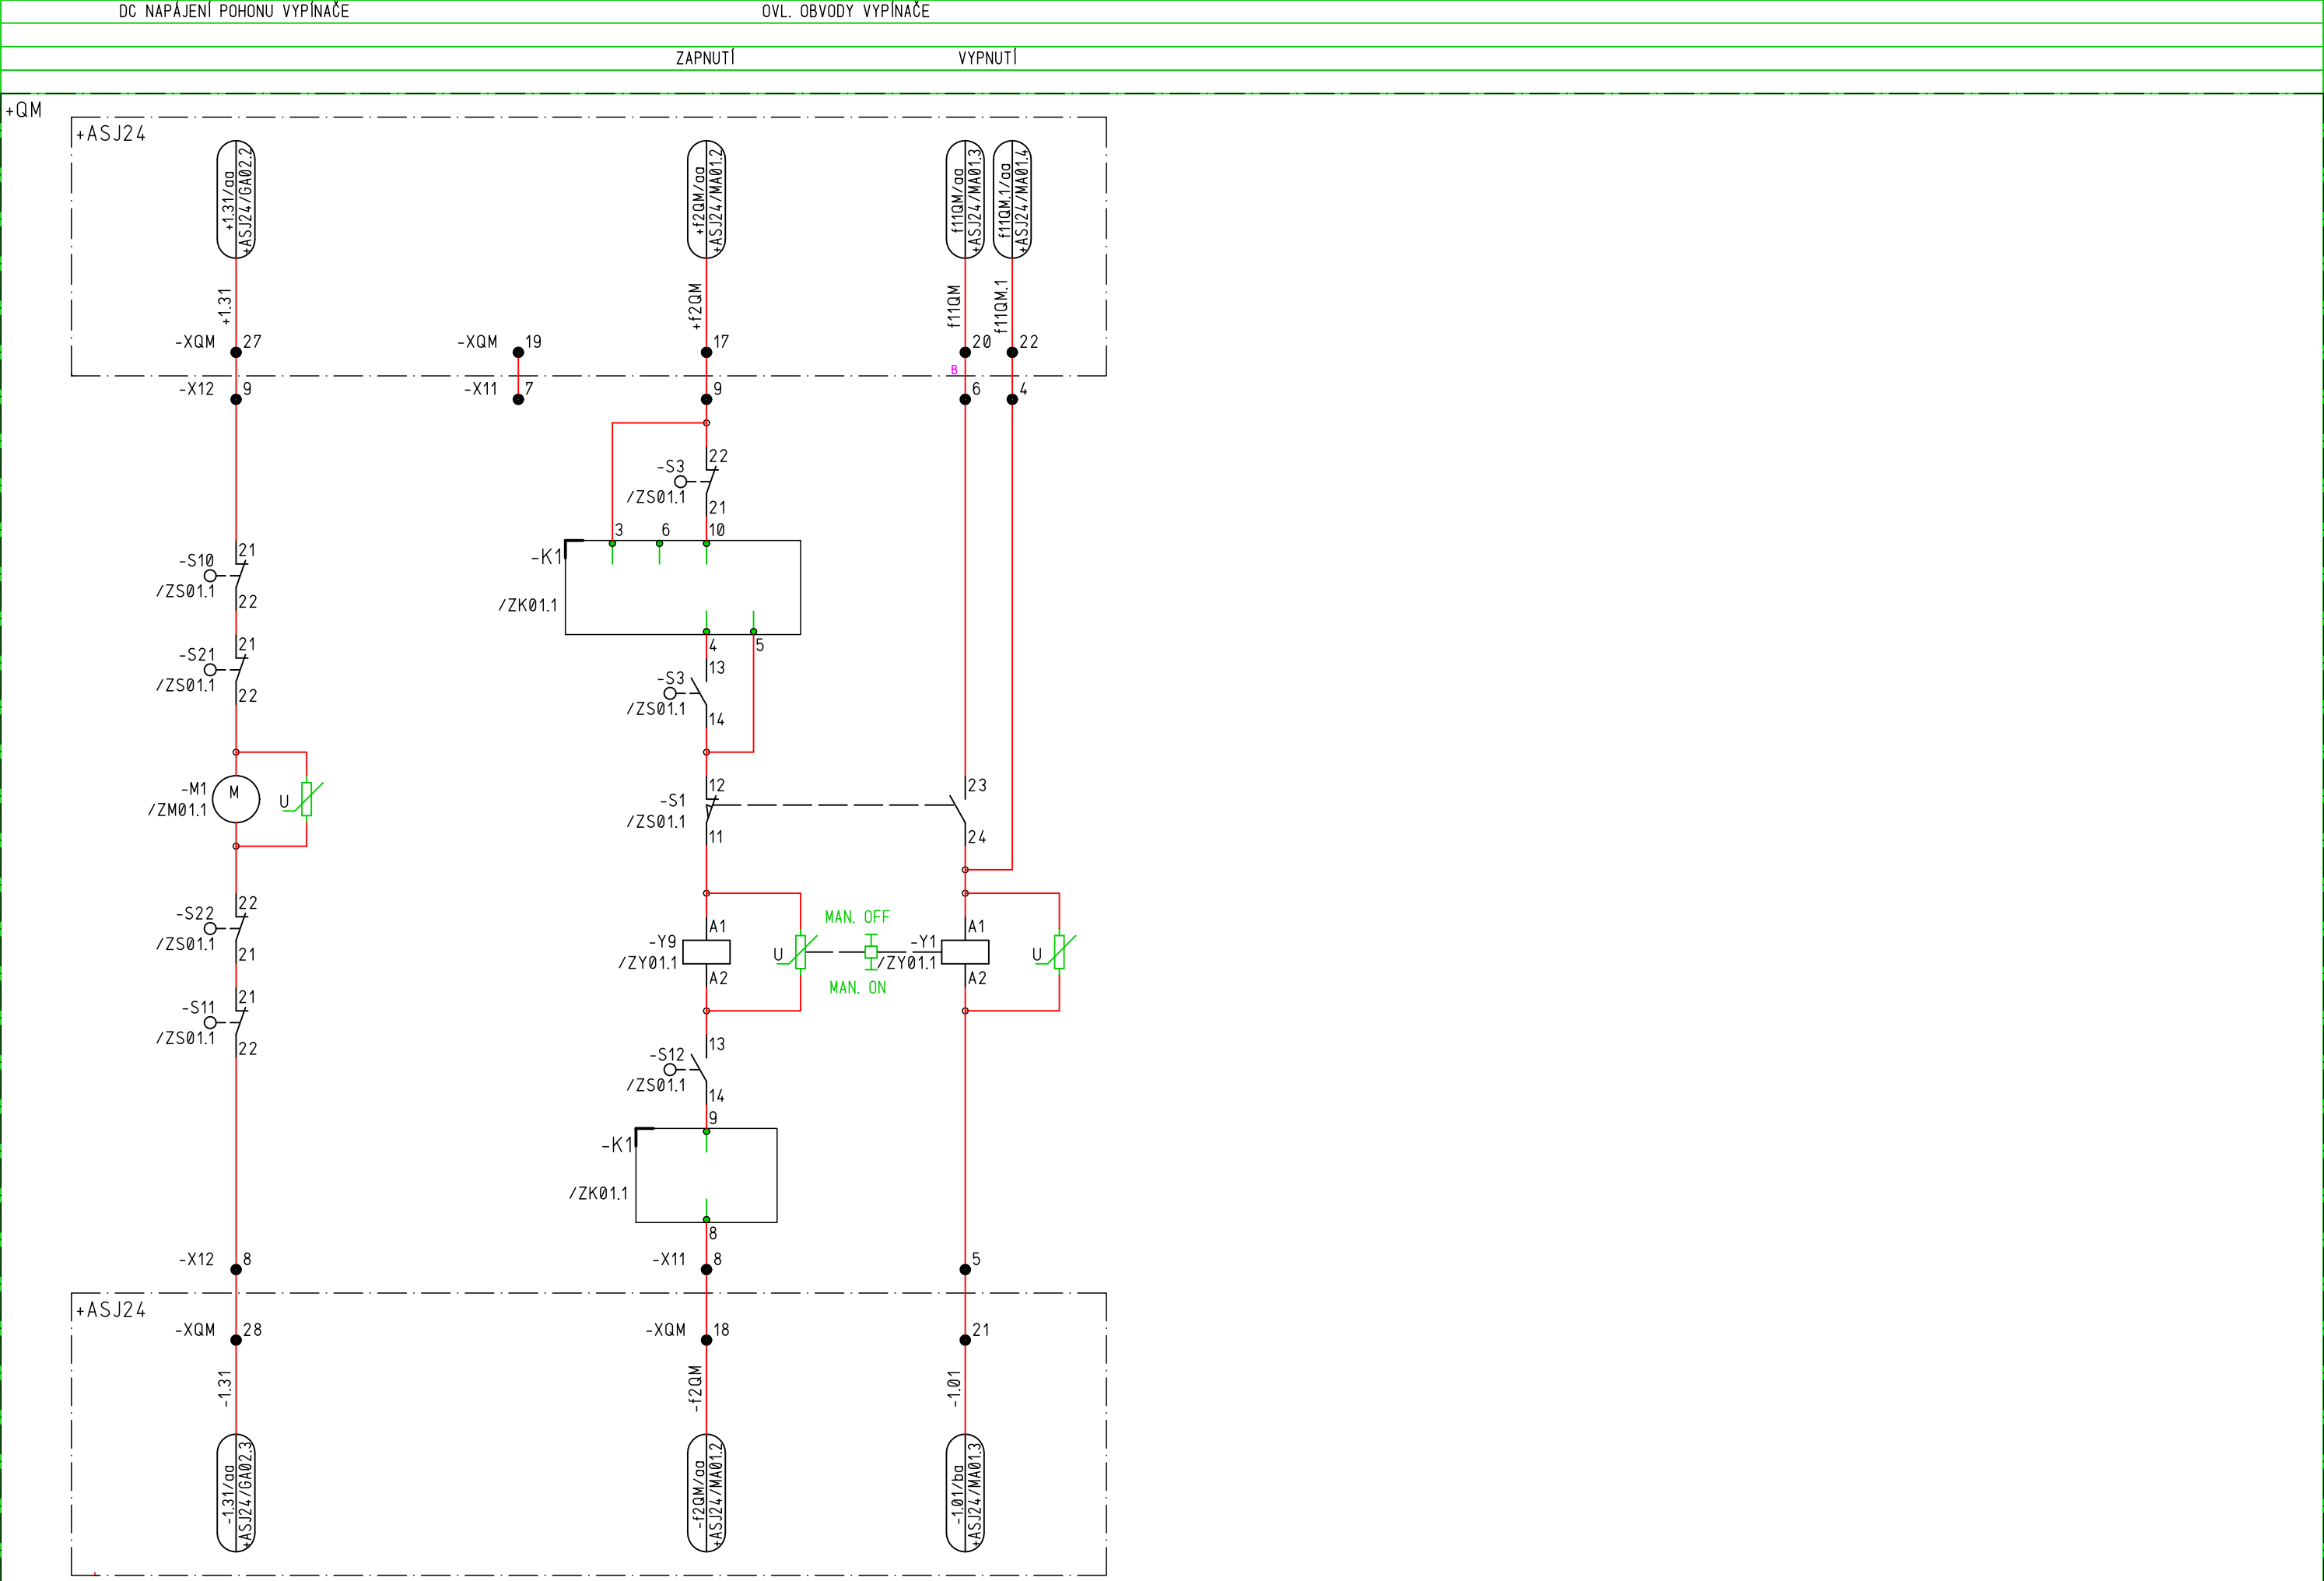 DC NAPÁJENÍ POHONU VYPÍNAČE
OVL. OBVODY VYPÍNAČE
ZAPNUTÍ
VYPNUTÍ
+QM
+ASJ24
+1.31/aa
+ASJ24/GA02.2
+f2QM/aa
+ASJ24/MA01.2
f11QM/aa
+ASJ24/MA01.3
f11QM.1/aa
+ASJ24/MA01.4
+1.31
+f2QM
f11QM
f11QM.1
-XQM 27
-XQM 19
17
20
22
B
-X12 9
-X11 7
9
6
4
22
-S3
/ZS01.1
21
3 6 10
-K1
/ZK01.1
4 5
21
-S10
/ZS01.1
22
21
-S21
/ZS01.1
22
13
-S3
/ZS01.1
14
-M1
/ZM01.1
M
U
12
-S1
/ZS01.1
11
23
24
22
-S22
/ZS01.1
21
A1
-Y9
/ZY01.1
A2
U
MAN. OFF
MAN. ON
A1
-Y1
/ZY01.1
A2
U
21
-S11
/ZS01.1
22
13
-S12
/ZS01.1
14
9
-K1
/ZK01.1
8
-X12 8
-X11 8
5
+ASJ24
-XQM 28
-XQM 18
21
-1.31
-f2QM
-1.01
-1.31/aa
+ASJ24/GA02.3
-f2QM/aa
+ASJ24/MA01.2
-1.01/ba
+ASJ24/MA01.3